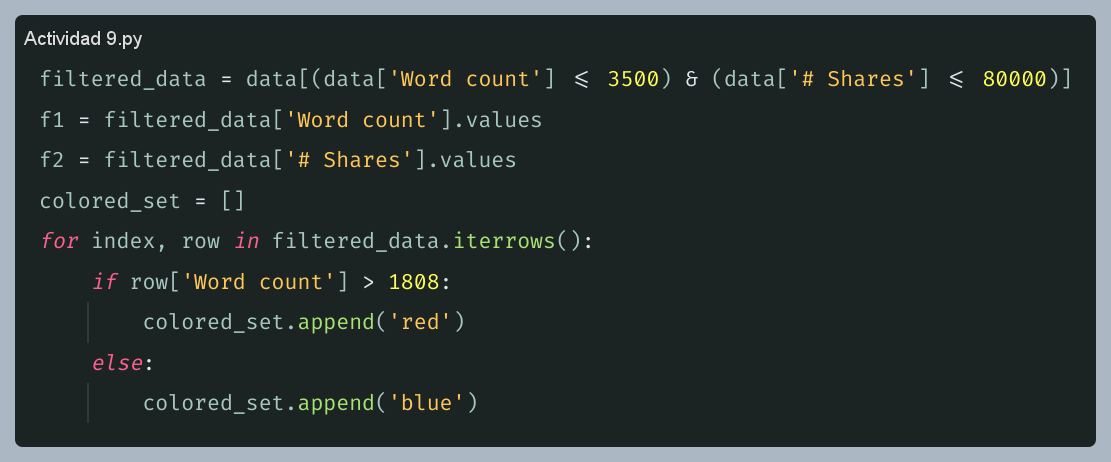 Actividad 9.py
filtered_data = data[(data['Word count'] <= 3500) & (data['# Shares'] <= 80000)]
f1 = filtered_data['Word count'].values
f2 = filtered_data['# Shares'].values
colored_set = []
for index, row in filtered_data.iterrows():
    if row['Word count'] > 1808:
        colored_set.append('red')
    else:
        colored_set.append('blue')